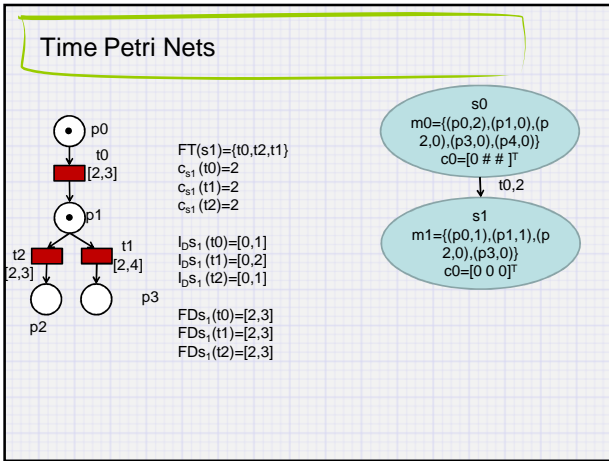 Time Petri Nets
p0
t0
[2,3]
p1
t2
[2,3]
t1
[2,4]
p3
p2
FT(s1)={t0,t2,t1}
cs1(t0)=2
cs1(t1)=2
cs1(t2)=2
IDs1(t0)=[0,1]
IDs1(t1)=[0,2]
IDs1(t2)=[0,1]
FDs1(t0)=[2,3]
FDs1(t1)=[2,3]
FDs1(t2)=[2,3]
s0
m0={(p0,2),(p1,0),(p
2,0),(p3,0),(p4,0)}
c0=[0 # # ]T
t0,2
s1
m1={(p0,1),(p1,1),(p
2,0),(p3,0)}
c0=[0 0 0]T